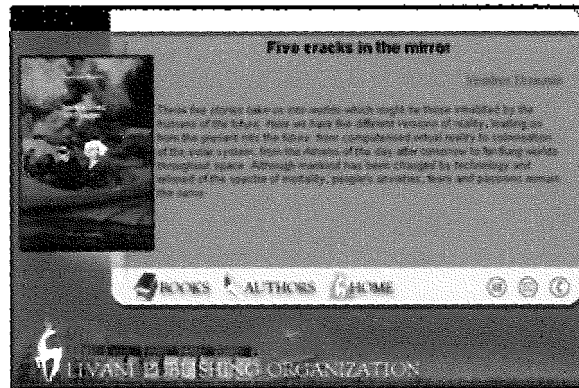 Five cracks in the mirror
These five stories take us into worlds which might be those inhabited by the
humans of the future. Here we have five different versions of reality, leading us
from the present into the future, from computerised virtual reality to colonisation
of the solar system, from the Athens of the day after tomorrow to far-flung worlds
space. Although mankind has been changed by technology and
of the spectre of mortality, people's anxieties, fears and passions remain
the same.
BOOKS AUTHORS HOME
LIVANI PUBLISHING ORGANIZATION